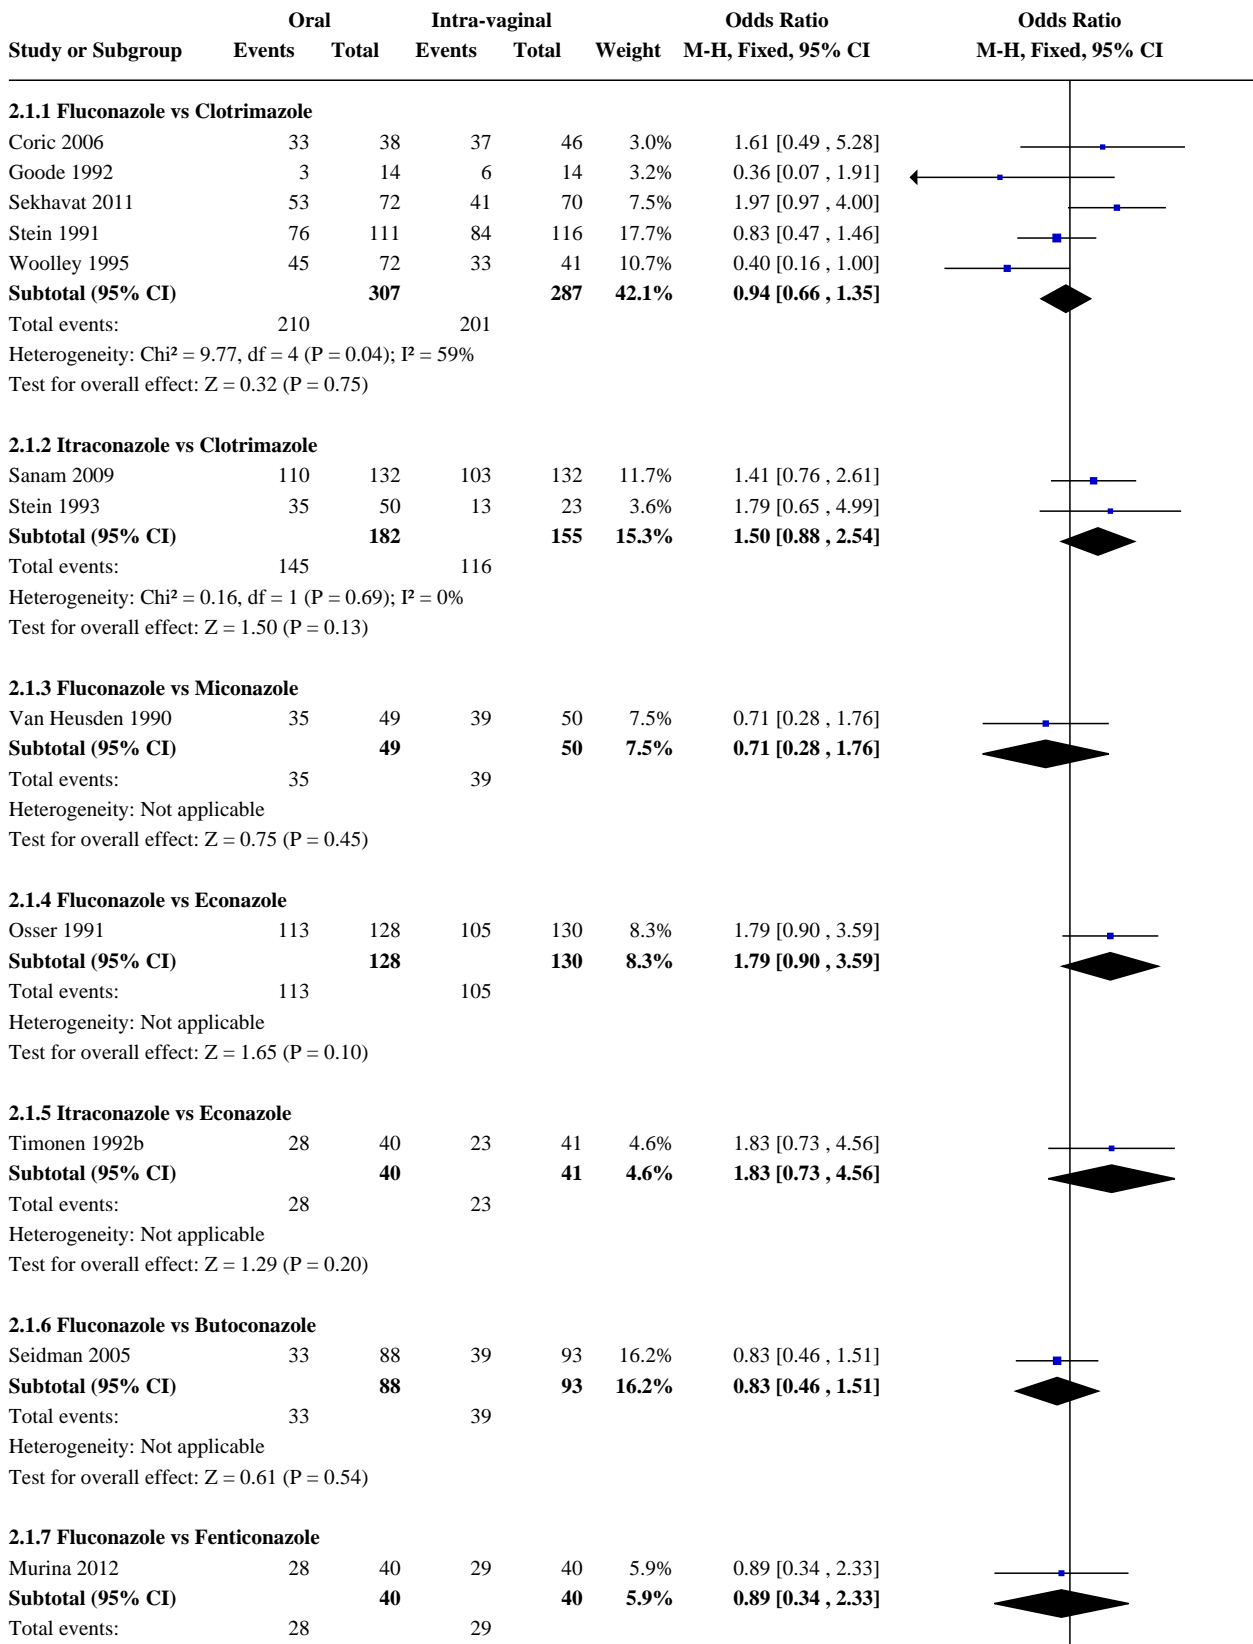 Oral Intra-vaginal Odds Ratio Odds Ratio
Study or Subgroup Events Total Events Total Weight M-H, Fixed, 95% CI M-H, Fixed, 95% CI
2.1.1 Fluconazole vs Clotrimazole
Coric 2006 33 38 37 46 3.0% 1.61 [0.49 , 5.28]
Goode 1992 3 14 6 14 3.2% 0.36 [0.07 , 1.91]
Sekhavat 2011 53 72 41 70 7.5% 1.97 [0.97 , 4.00]
Stein 1991 76 111 84 116 17.7% 0.83 [0.47 , 1.46]
Woolley 1995 45 72 33 41 10.7% 0.40 [0.16 , 1.00]
Subtotal (95% CI) 307 287 42.1% 0.94 [0.66 , 1.35]
Total events: 210 201
Heterogeneity: Chi² = 9.77, df = 4 (P = 0.04); I² = 59%
Test for overall effect: Z = 0.32 (P = 0.75)
2.1.2 Itraconazole vs Clotrimazole
Sanam 2009 110 132 103 132 11.7% 1.41 [0.76 , 2.61]
Stein 1993 35 50 13 23 3.6% 1.79 [0.65 , 4.99]
Subtotal (95% CI) 182 155 15.3% 1.50 [0.88 , 2.54]
Total events: 145 116
Heterogeneity: Chi² = 0.16, df = 1 (P = 0.69); I² = 0%
Test for overall effect: Z = 1.50 (P = 0.13)
2.1.3 Fluconazole vs Miconazole
Van Heusden 1990 35 49 39 50 7.5% 0.71 [0.28 , 1.76]
Subtotal (95% CI) 49 50 7.5% 0.71 [0.28 , 1.76]
Total events: 35 39
Heterogeneity: Not applicable
Test for overall effect: Z = 0.75 (P = 0.45)
2.1.4 Fluconazole vs Econazole
Osser 1991 113 128 105 130 8.3% 1.79 [0.90 , 3.59]
Subtotal (95% CI) 128 130 8.3% 1.79 [0.90 , 3.59]
Total events: 113 105
Heterogeneity: Not applicable
Test for overall effect: Z = 1.65 (P = 0.10)
2.1.5 Itraconazole vs Econazole
Timonen 1992b 28 40 23 41 4.6% 1.83 [0.73 , 4.56]
Subtotal (95% CI) 40 41 4.6% 1.83 [0.73 , 4.56]
Total events: 28 23
Heterogeneity: Not applicable
Test for overall effect: Z = 1.29 (P = 0.20)
2.1.6 Fluconazole vs Butoconazole
Seidman 2005 33 88 39 93 16.2% 0.83 [0.46 , 1.51]
Subtotal (95% CI) 88 93 16.2% 0.83 [0.46 , 1.51]
Total events: 33 39
Heterogeneity: Not applicable
Test for overall effect: Z = 0.61 (P = 0.54)
2.1.7 Fluconazole vs Fenticonazole
Murina 2012 28 40 29 40 5.9% 0.89 [0.34 , 2.33]
Subtotal (95% CI) 40 40 5.9% 0.89 [0.34 , 2.33]
Total events: 28 29